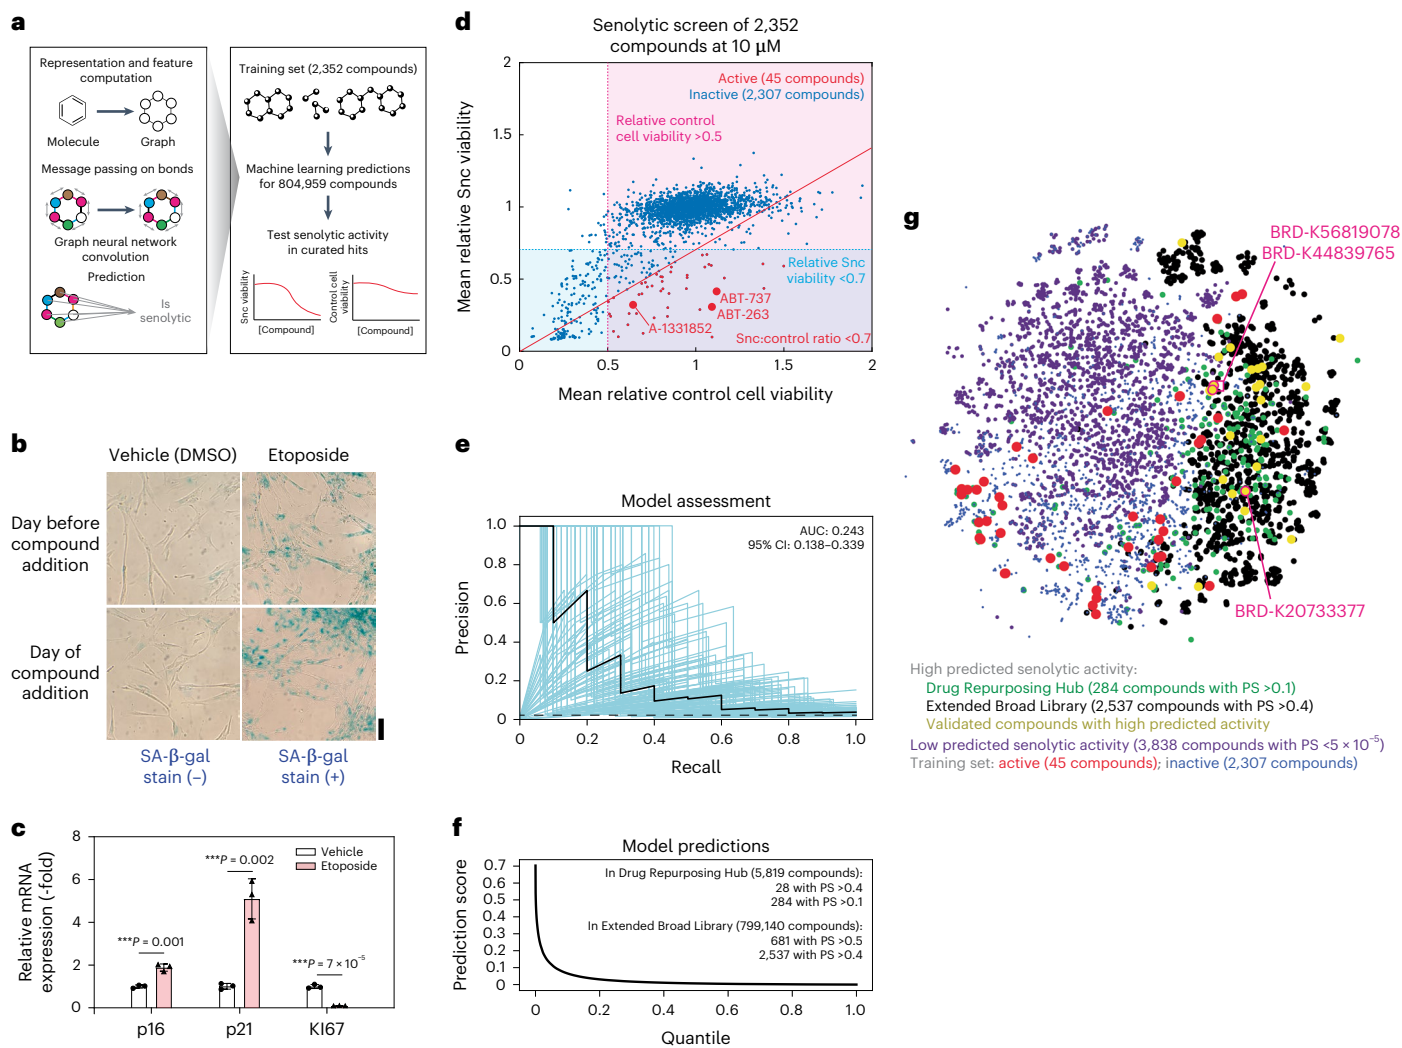 a
Representation and feature
computation
Molecule
Graph
Message passing on bonds
Graph neural network
convolution
Prediction
Is
senolytic
Training set (2,352 compounds)
Machine learning predictions
for 804,959 compounds
Test senolytic activity
in curated hits
Snc viability
[Compound]
Control cell
viability
[Compound]
b
Vehicle (DMSO)
Etoposide
Day before
compound
addition
Day of
compound
addition
SA-β-gal
stain (–)
SA-β-gal
stain (+)
c
Relative mRNA
expression (-fold)
8
6
4
2
0
Vehicle
Etoposide
***P = 0.001
***P = 0.002
***P = 7 × 10⁻⁵
p16
p21
KI67
d
Senolytic screen of 2,352
compounds at 10 μM
Mean relative Snc viability
2
1.5
1
0.5
0
Active (45 compounds)
Inactive (2,307 compounds)
Relative control
cell viability >0.5
Relative Snc
viability <0.7
ABT-737
ABT-263
A-1331852
Snc:control ratio <0.7
0
0.5
1
1.5
2
Mean relative control cell viability
e
Model assessment
Precision
1.0
0.8
0.6
0.4
0.2
0
AUC: 0.243
95% CI: 0.138–0.339
0
0.2
0.4
0.6
0.8
1.0
Recall
f
Model predictions
Prediction score
0.7
0.6
0.5
0.4
0.3
0.2
0.1
0
In Drug Repurposing Hub (5,819 compounds):
28 with PS >0.4
284 with PS >0.1
In Extended Broad Library (799,140 compounds):
681 with PS >0.5
2,537 with PS >0.4
0
0.2
0.4
0.6
0.8
1.0
Quantile
g
BRD-K56819078
BRD-K44839765
BRD-K20733377
High predicted senolytic activity:
Drug Repurposing Hub (284 compounds with PS >0.1)
Extended Broad Library (2,537 compounds with PS >0.4)
Validated compounds with high predicted activity
Low predicted senolytic activity (3,838 compounds with PS <5 × 10⁻⁵)
Training set: active (45 compounds); inactive (2,307 compounds)